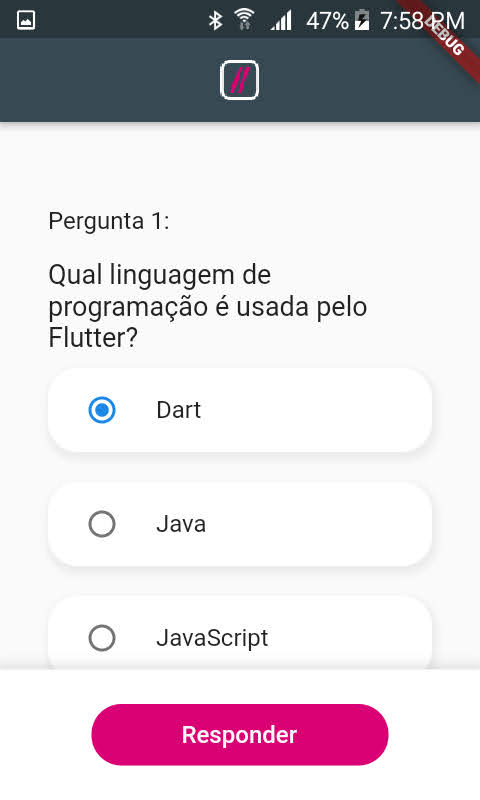 47% 7:58 PM
DEBUG
Pergunta 1:
Qual linguagem de
programação é usada pelo
Flutter?
Dart
Java
JavaScript
Responder